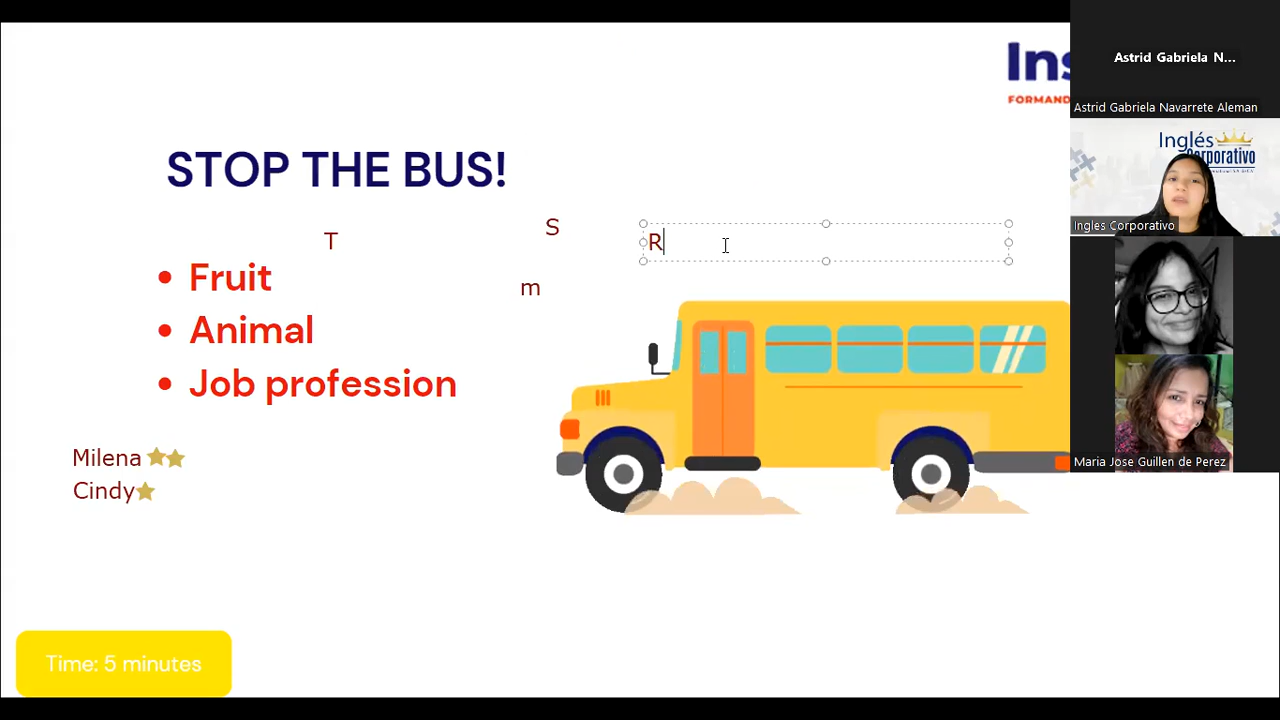 Ins
FORMAND
STOP THE BUS!
T
S
R
m
• Fruit
• Animal
• Job profession
Milena
Cindy
Time: 5 minutes
Astrid Gabriela N...
Astrid Gabriela Navarrete Aleman
Inglés
Corporativo
Ingles Corporativo
Maria Jose Guillen de Perez